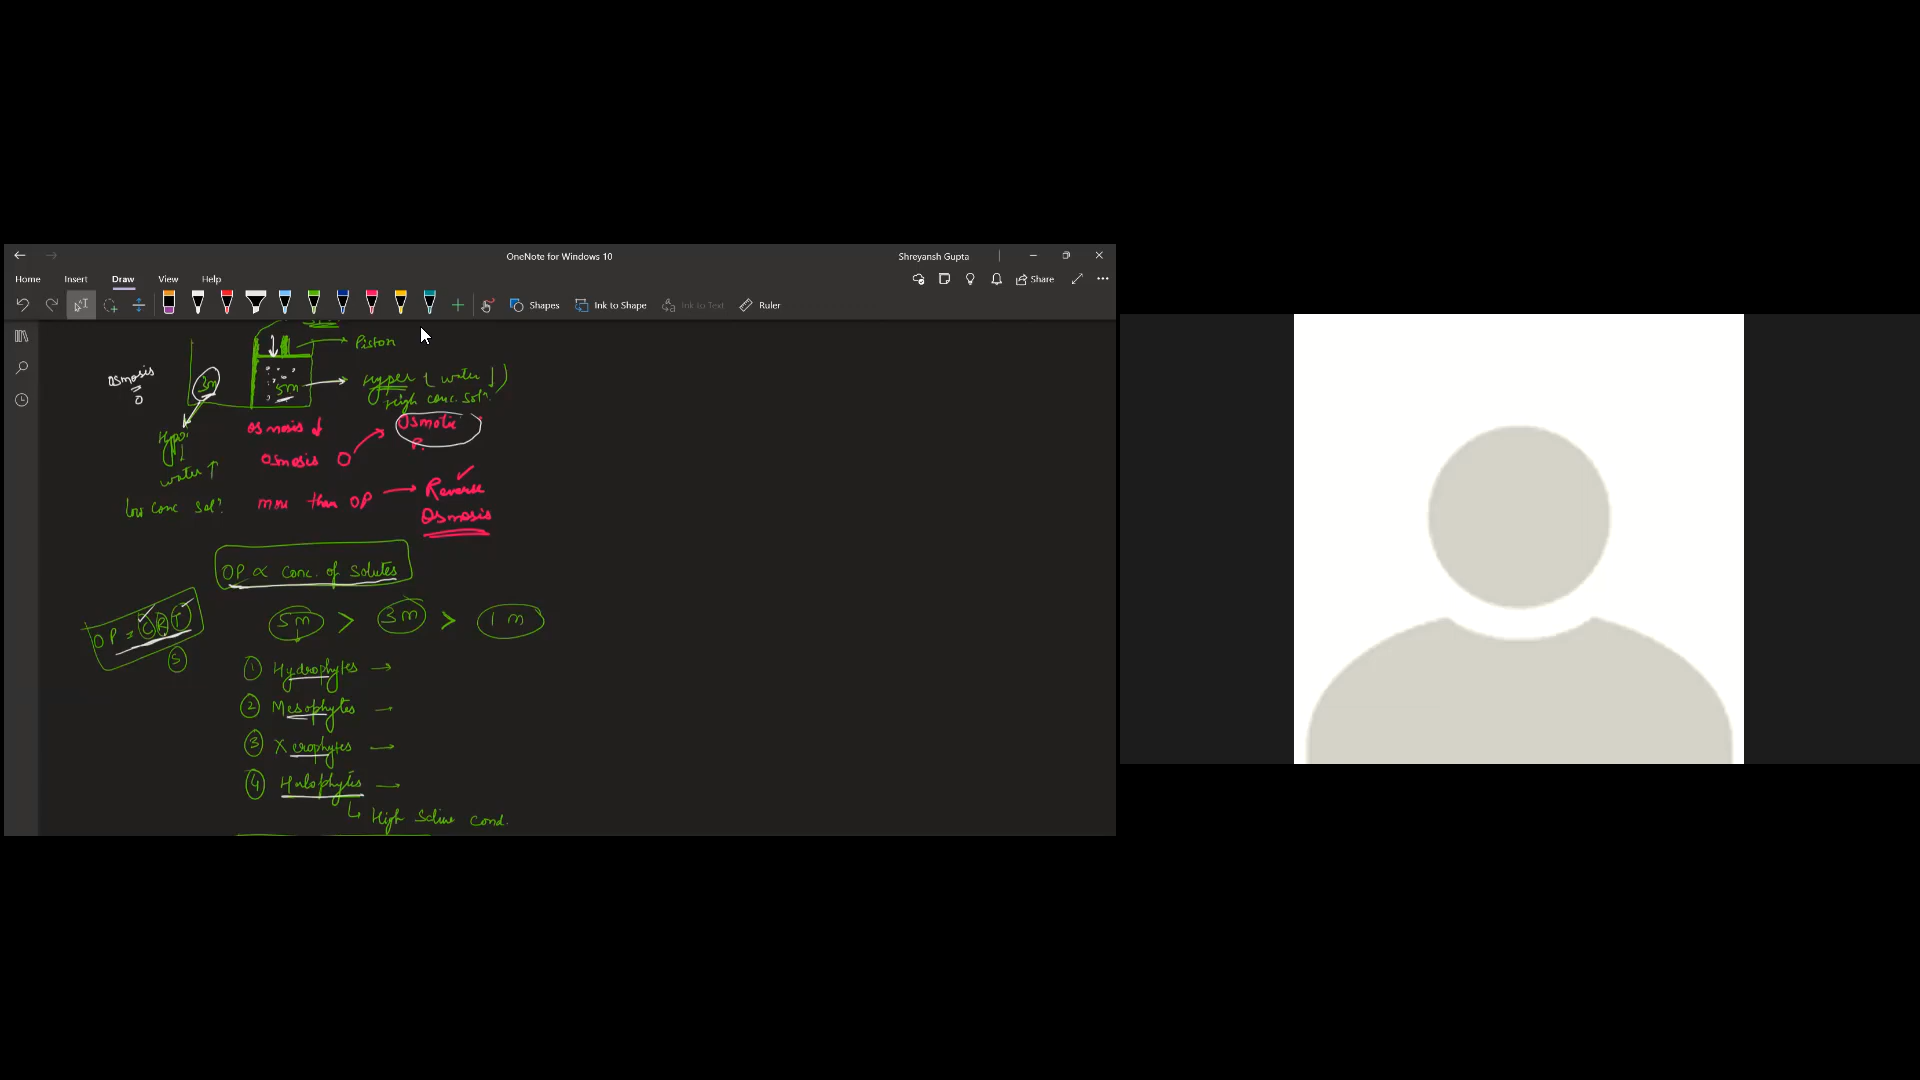 OneNote for Windows 10
Shreyansh Gupta
Home Insert Draw View Help
Share
Shapes Ink to Shape Ink to Text Ruler
Piston
Osmosis
0
3m
5m
Hyper ( water ↓ )
High conc. solⁿ.
Hypo
↓
water ↑
Low conc solⁿ.
Osmosis ↓
Osmosis 0 → Osmotic P.
more than OP → Reverse Osmosis
OP ∝ Conc. of Solutes
OP = CRT
S
5m > 3m > 1m
① Hydrophytes →
② Mesophytes →
③ Xerophytes →
④ Halophytes →
↳ High Saline Cond.